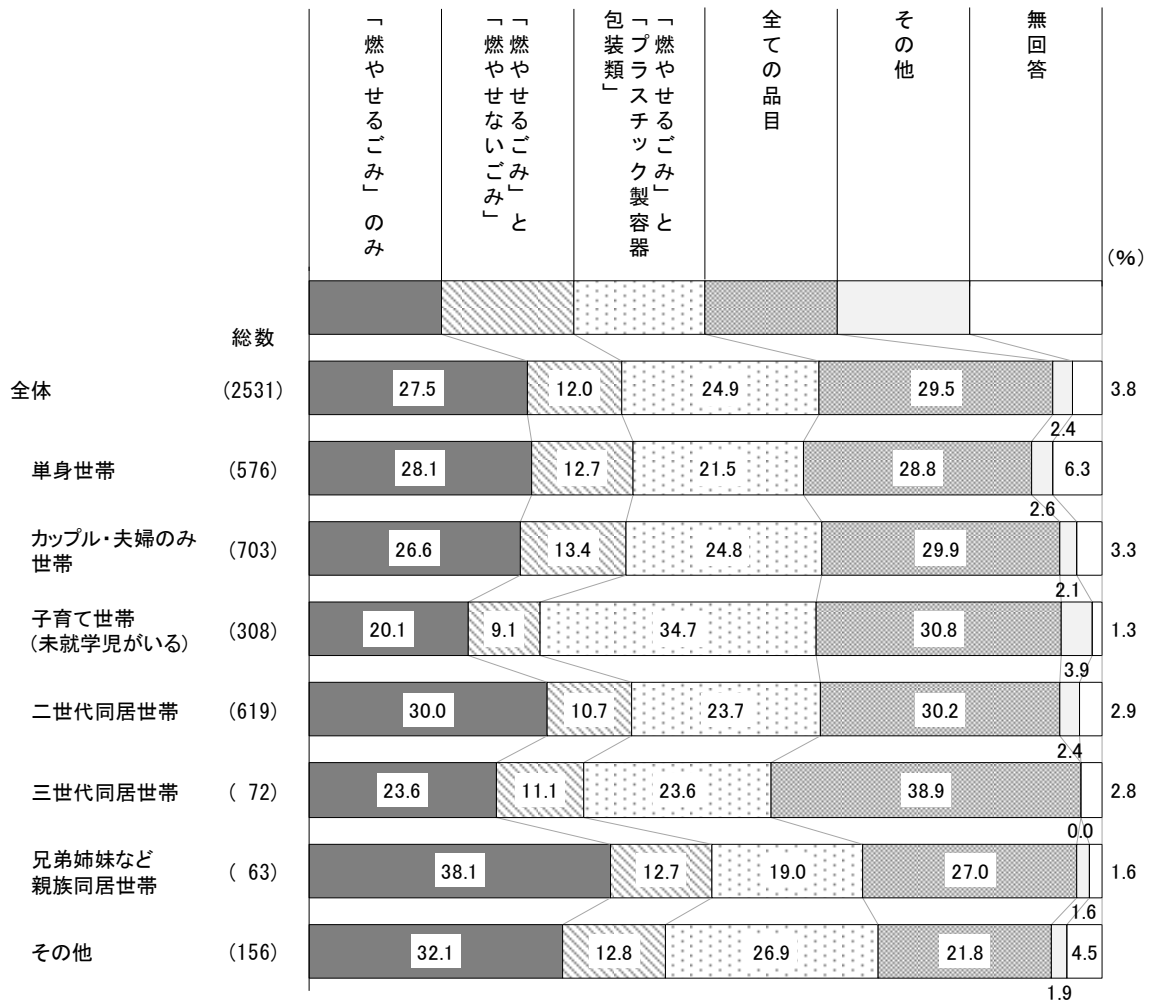 「燃やせるごみ」のみ
「燃やせるごみ」と
「燃やせないごみ」
「燃やせるごみ」と
「プラスチック製容器
包装類」
全ての品目
その他
無回答
(%)
総数
全体 (2531) 27.5 12.0 24.9 29.5 3.8
2.4
単身世帯 (576) 28.1 12.7 21.5 28.8 6.3
2.6
カップル・夫婦のみ
世帯 (703) 26.6 13.4 24.8 29.9 3.3
2.1
子育て世帯
(未就学児がいる) (308) 20.1 9.1 34.7 30.8 1.3
3.9
二世代同居世帯 (619) 30.0 10.7 23.7 30.2 2.9
2.4
三世代同居世帯 ( 72) 23.6 11.1 23.6 38.9 2.8
0.0
兄弟姉妹など
親族同居世帯 ( 63) 38.1 12.7 19.0 27.0 1.6
1.6
その他 (156) 32.1 12.8 26.9 21.8 4.5
1.9